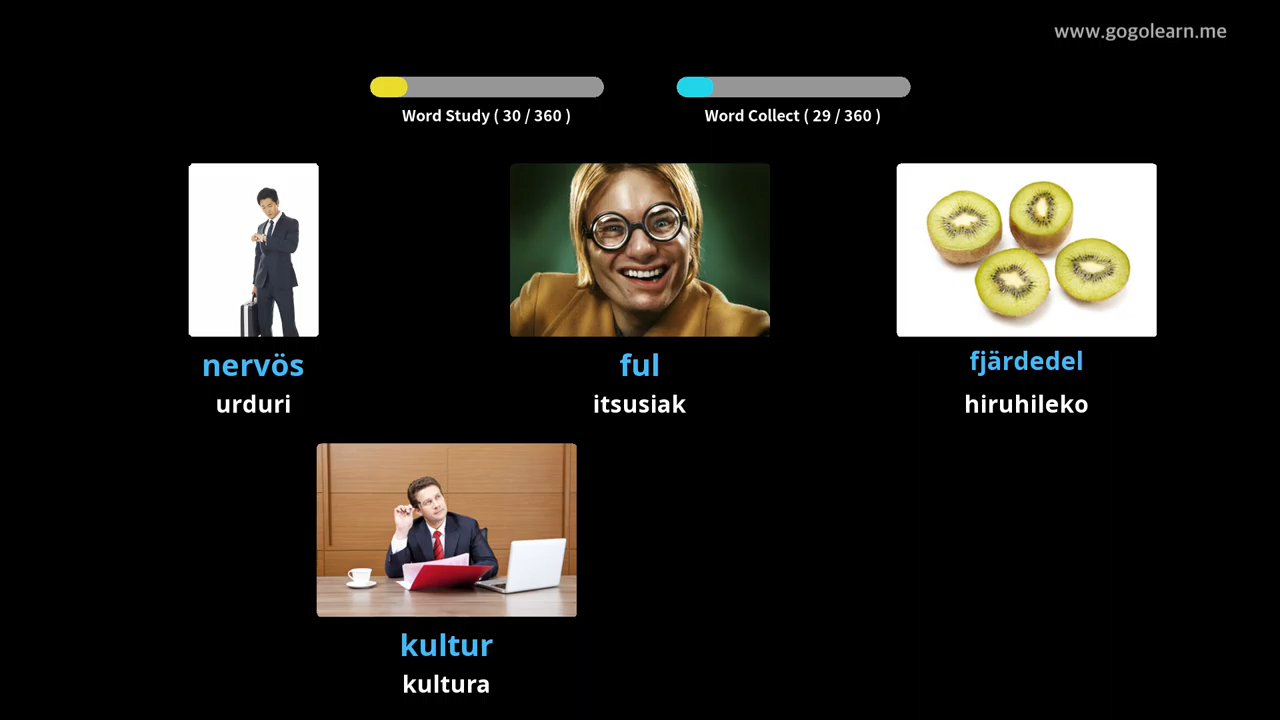 www.gogolearn.me
Word Study ( 30 / 360 )
Word Collect ( 29 / 360 )
nervös
ful
fjärdedel
urduri
itsusiak
hiruhileko
kultur
kultura